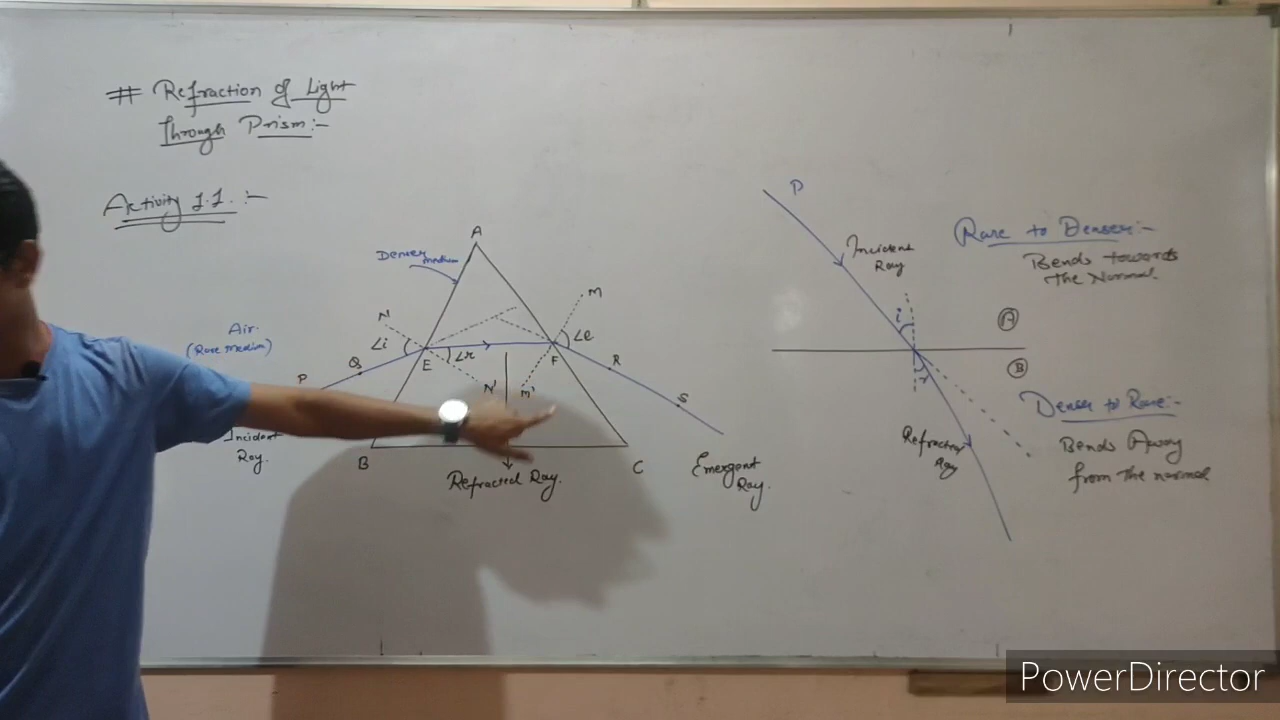 # Refraction of Light
through Prism:-
Activity 1.1. :-
A
Denser medium
Air.
(Rare medium)
N
∠i
Q
P
E
∠r
N'
M
∠e
F
M'
R
S
Incident
Ray.
B
C
Refracted Ray.
Emergent
Ray.
P
Incident
Ray
i
r
A
B
Refracted
Ray
Rare to Denser:-
Bends towards
the Normal.
Denser to Rare:-
Bends Away
from the normal
PowerDirector